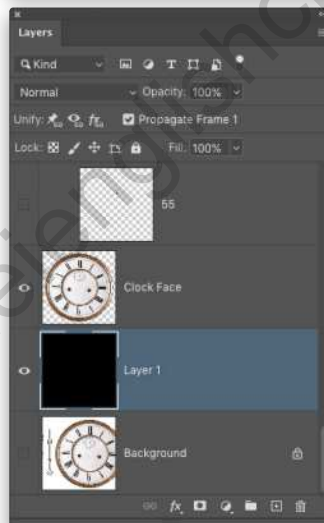 Layers
Kind
Normal Opacity: 100%
Unify: Propagate Frame 1
Lock: Fill: 100%
55
Clock Face
Layer 1
Background